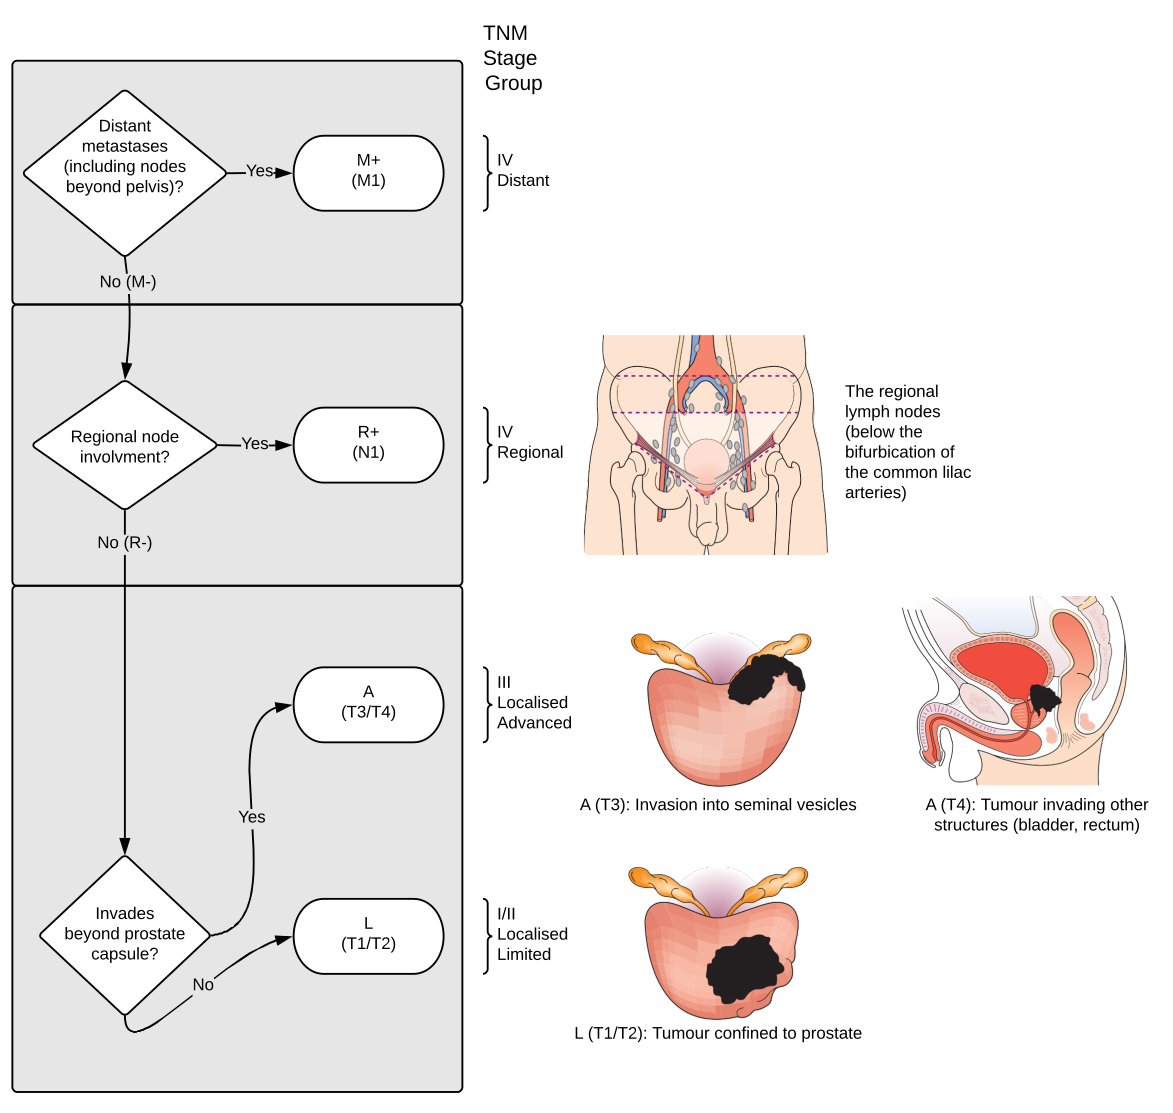 TNM
Stage
Group
Distant
metastases
(including nodes
beyond pelvis)?
Yes
M+
(M1)
IV
Distant
No (M-)
Regional node
involvment?
Yes
R+
(N1)
IV
Regional
The regional
lymph nodes
(below the
bifurbication of
the common lilac
arteries)
No (R-)
A
(T3/T4)
III
Localised
Advanced
A (T3): Invasion into seminal vesicles
A (T4): Tumour invading other
structures (bladder, rectum)
Yes
Invades
beyond prostate
capsule?
No
L
(T1/T2)
I/II
Localised
Limited
L (T1/T2): Tumour confined to prostate